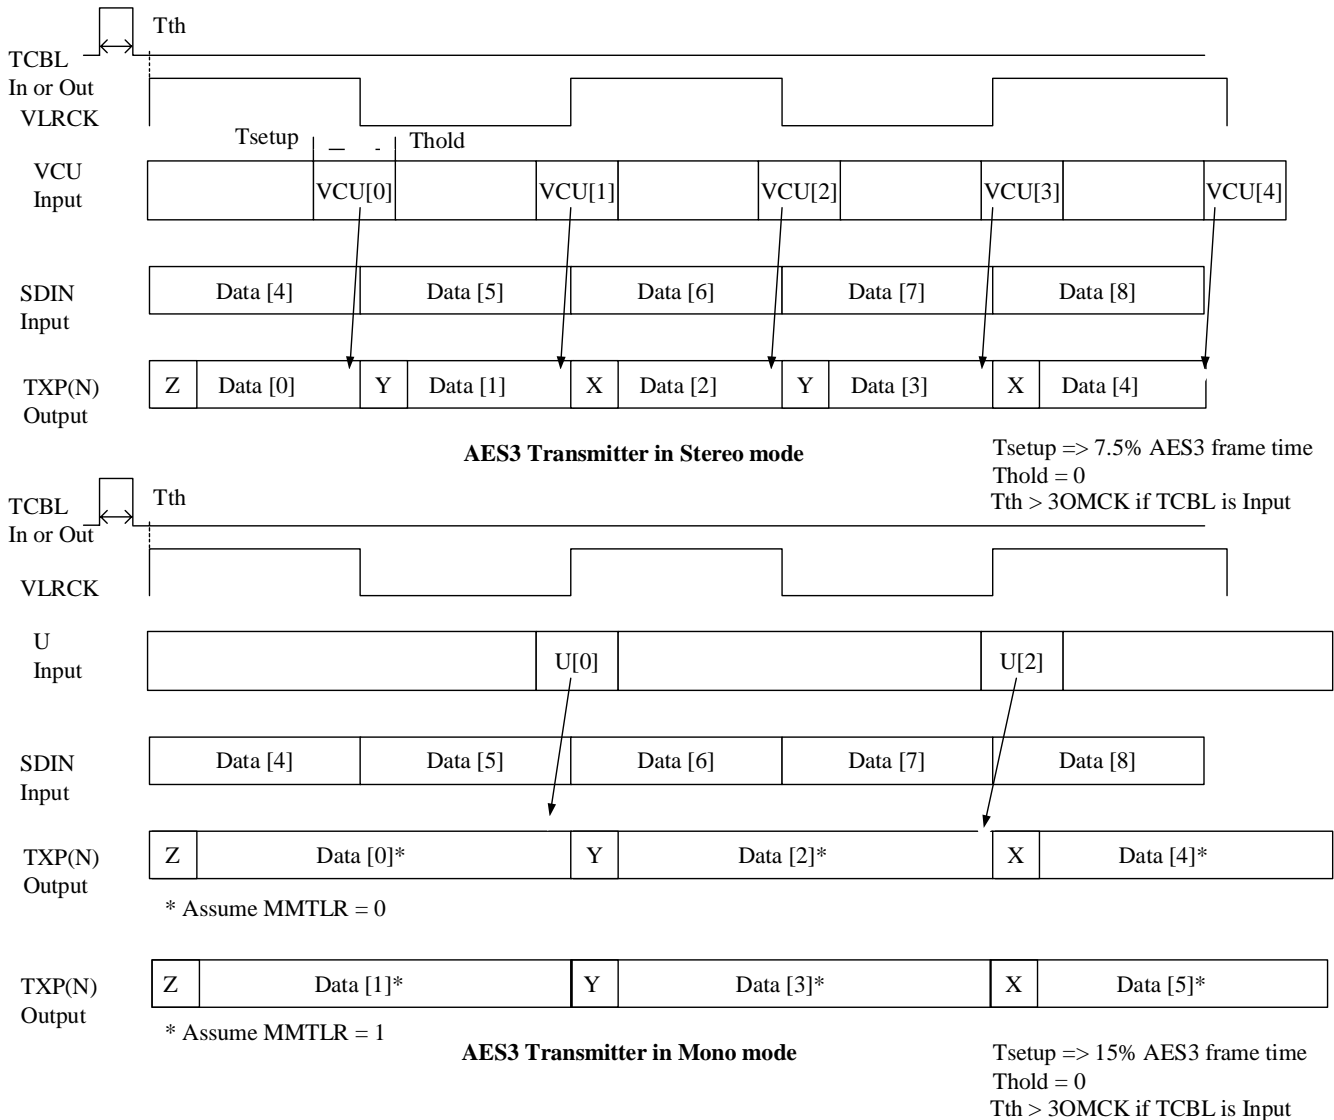 Tth
TCBL
In or Out
VLRCK
Tsetup Thold
VCU
Input
VCU[0] VCU[1] VCU[2] VCU[3] VCU[4]
SDIN
Input
Data [4] Data [5] Data [6] Data [7] Data [8]
TXP(N)
Output
Z Data [0] Y Data [1] X Data [2] Y Data [3] X Data [4]
AES3 Transmitter in Stereo mode
Tsetup => 7.5% AES3 frame time
Thold = 0
Tth > 3OMCK if TCBL is Input
Tth
TCBL
In or Out
VLRCK
U
Input
U[0] U[2]
SDIN
Input
Data [4] Data [5] Data [6] Data [7] Data [8]
TXP(N)
Output
Z Data [0]* Y Data [2]* X Data [4]*
* Assume MMTLR = 0
TXP(N)
Output
Z Data [1]* Y Data [3]* X Data [5]*
* Assume MMTLR = 1
AES3 Transmitter in Mono mode
Tsetup => 15% AES3 frame time
Thold = 0
Tth > 3OMCK if TCBL is Input